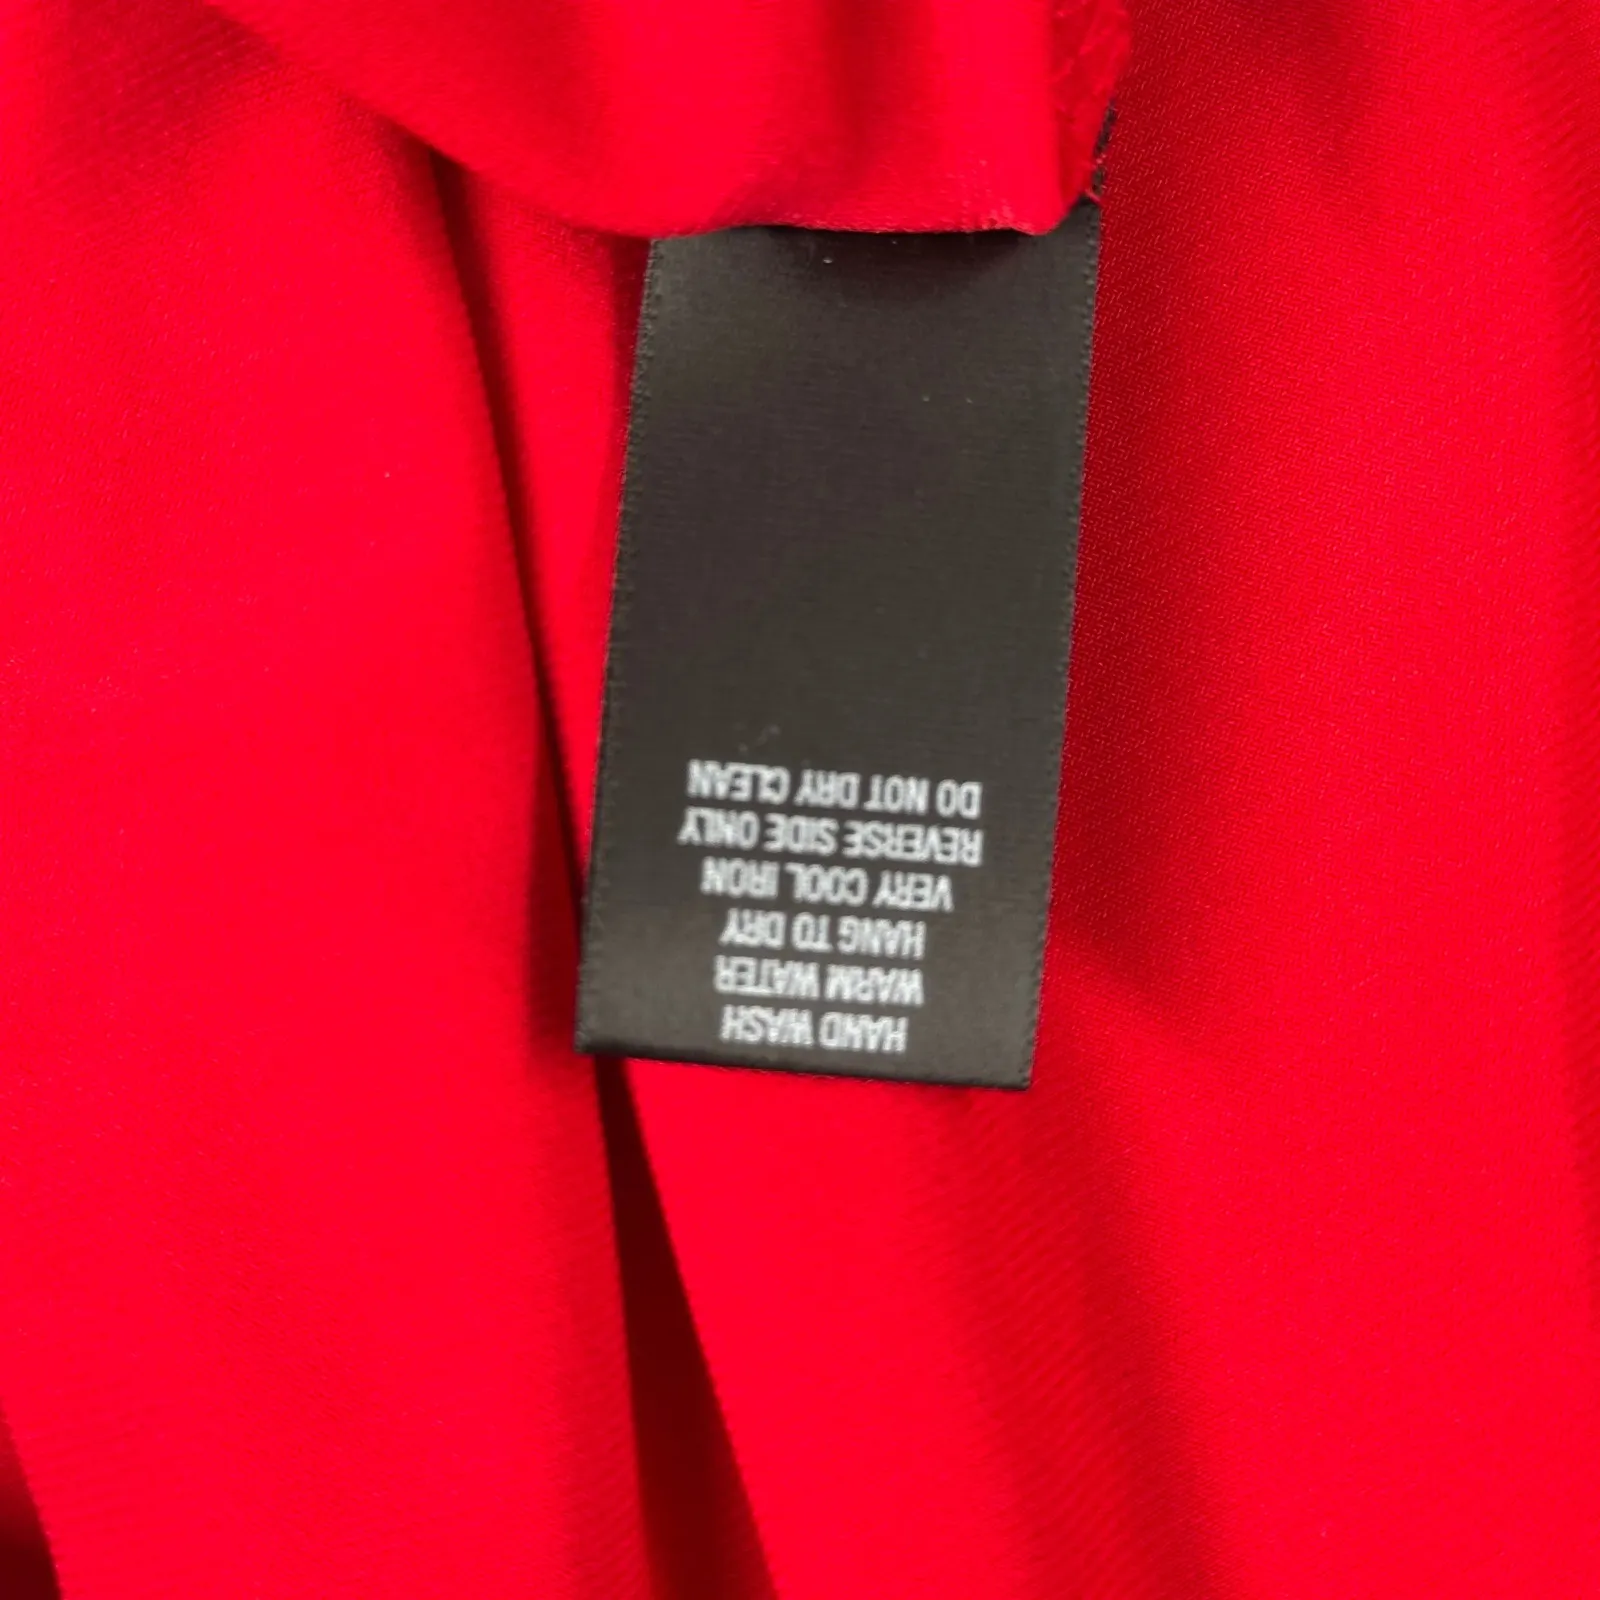 HAND WASH
WARM WATER
HANG TO DRY
VERY COOL IRON
REVERSE SIDE ONLY
DO NOT DRY CLEAN